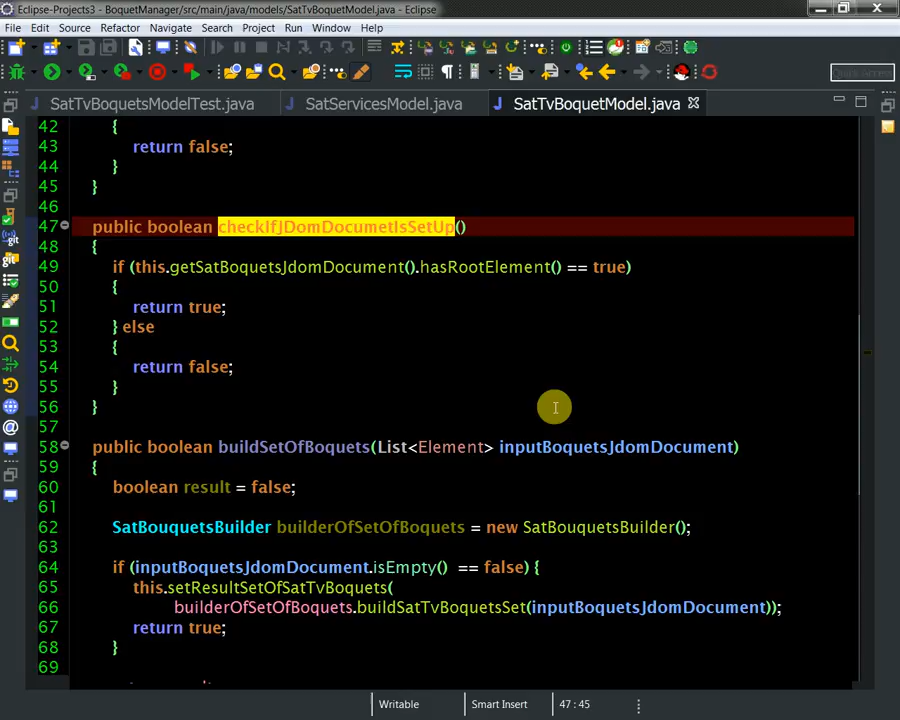 Eclipse-Projects3 - BoquetManager/src/main/java/models/SatTvBoquetModel.java - Eclipse
File Edit Source Refactor Navigate Search Project Run Window Help
Quick Access
SatTvBoquetsModelTest.java SatServicesModel.java SatTvBoquetModel.java
42 {
43 return false;
44 }
45 }
46
47 public boolean checkIfJDomDocumetIsSetUp()
48 {
49 if (this.getSatBoquetsJdomDocument().hasRootElement() == true)
50 {
51 return true;
52 } else
53 {
54 return false;
55 }
56 }
57
58 public boolean buildSetOfBoquets(List<Element> inputBoquetsJdomDocument)
59 {
60 boolean result = false;
61
62 SatBouquetsBuilder builderOfSetOfBoquets = new SatBouquetsBuilder();
63
64 if (inputBoquetsJdomDocument.isEmpty() == false) {
65 this.setResultSetOfSatTvBoquets(
66 builderOfSetOfBoquets.buildSatTvBoquetsSet(inputBoquetsJdomDocument));
67 return true;
68 }
69
Writable Smart Insert 47 : 45